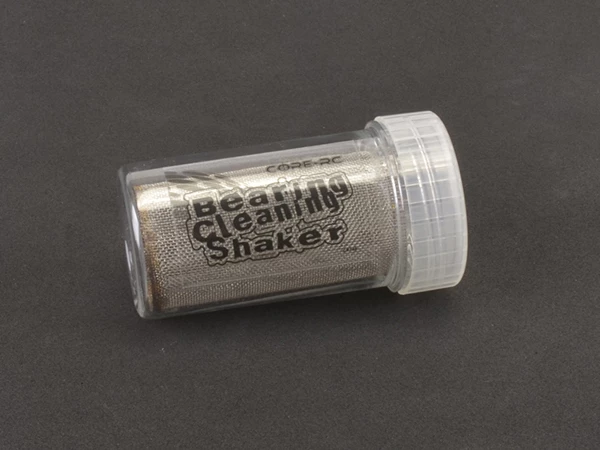 CORE-RC
Bearing
Cleaning
Shaker